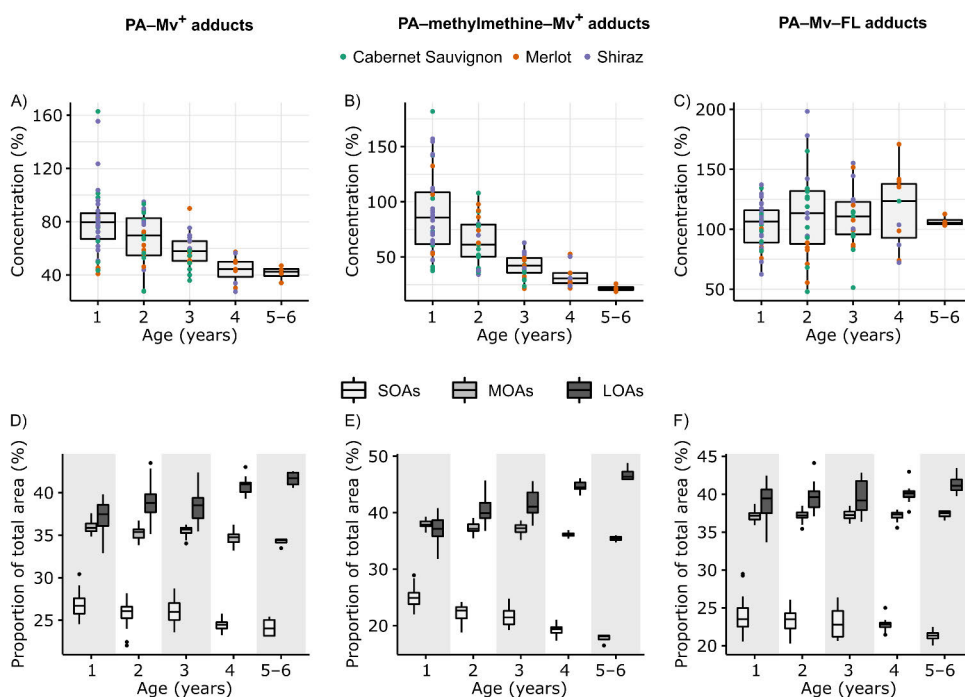 PA–Mv+ adducts
PA–methylmethine–Mv+ adducts
PA–Mv–FL adducts
Cabernet Sauvignon Merlot Shiraz
A)
Concentration (%)
160
120
80
40
1 2 3 4 5–6
Age (years)
B)
Concentration (%)
150
100
50
1 2 3 4 5–6
Age (years)
C)
Concentration (%)
200
150
100
50
1 2 3 4 5–6
Age (years)
SOAs MOAs LOAs
D)
Proportion of total area (%)
40
35
30
25
1 2 3 4 5–6
Age (years)
E)
Proportion of total area (%)
50
40
30
20
1 2 3 4 5–6
Age (years)
F)
Proportion of total area (%)
45
40
35
30
25
20
1 2 3 4 5–6
Age (years)